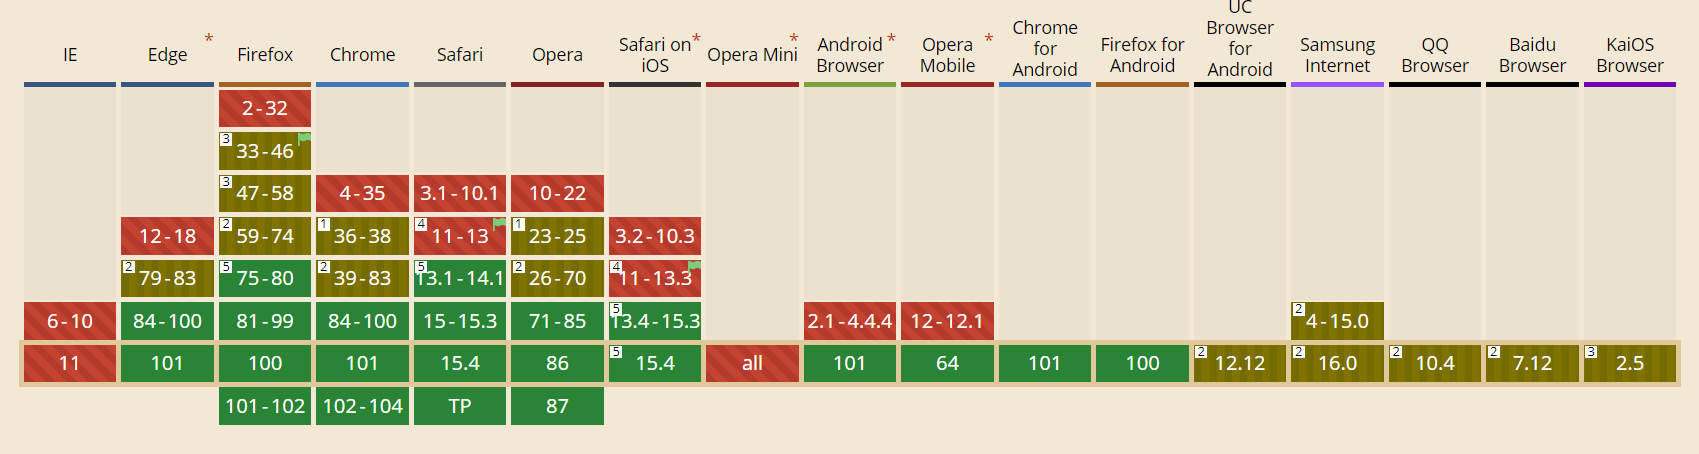 IE
Edge *
Firefox
Chrome
Safari
Opera
Safari on *
iOS
Opera Mini *
Android *
Browser
Opera *
Mobile
Chrome
for
Android
Firefox for
Android
UC
Browser
for
Android
Samsung
Internet
QQ
Browser
Baidu
Browser
KaiOS
Browser
2-32
3 33-46
3 47-58 4-35 3.1-10.1 10-22
12-18 2 59-74 1 36-38 4 11-13 1 23-25 3.2-10.3
2 79-83 5 75-80 2 39-83 5 13.1-14.1 2 26-70 4 11-13.3
6-10 84-100 81-99 84-100 15-15.3 71-85 5 13.4-15.3 2.1-4.4.4 12-12.1 2 4-15.0
11 101 100 101 15.4 86 5 15.4 all 101 64 101 100 2 12.12 2 16.0 2 10.4 2 7.12 3 2.5
101-102 102-104 TP 87